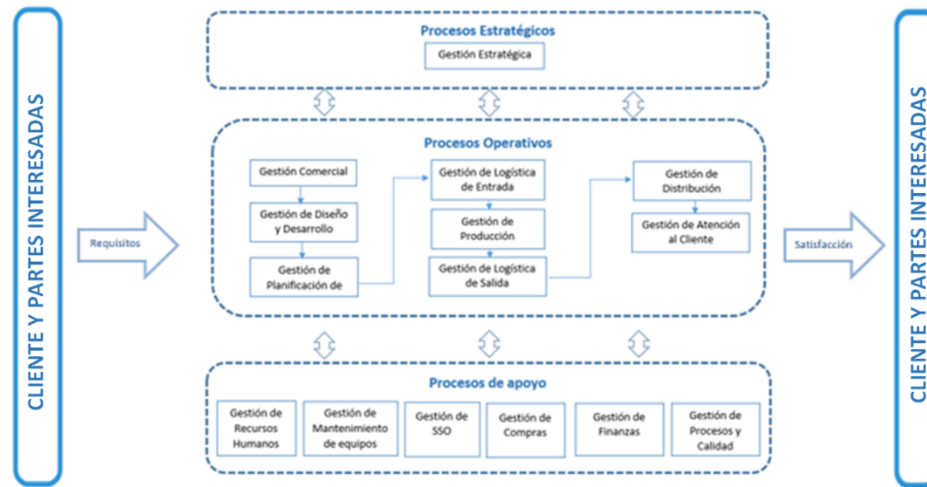 CLIENTE Y PARTES INTERESADAS
Requisitos
Procesos Estratégicos
Gestión Estratégica
Procesos Operativos
Gestión Comercial
Gestión de Diseño
y Desarrollo
Gestión de
Planificación de
Gestión de Logística
de Entrada
Gestión de
Producción
Gestión de Logística
de Salida
Gestión de
Distribución
Gestión de Atención
al Cliente
Procesos de apoyo
Gestión de
Recursos
Humanos
Gestión de
Mantenimiento
de equipos
Gestión de
SSO
Gestión de
Compras
Gestión de
Finanzas
Gestión de
Procesos y
Calidad
Satisfacción
CLIENTE Y PARTES INTERESADAS